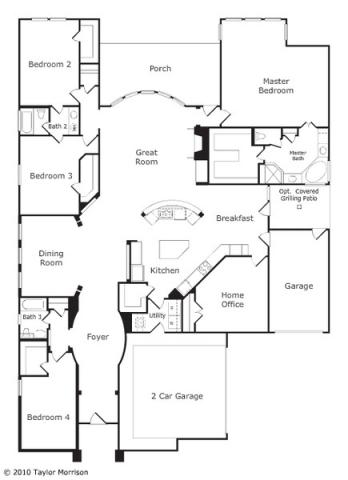 Bedroom 2
Porch
Master
Bedroom
Bath 2
Great
Room
Master
Bath
Bedroom 3
Opt. Covered
Grilling Patio
Breakfast
Dining
Room
Kitchen
Garage
Home
Office
Bath 3
Utility
Foyer
2 Car Garage
Bedroom 4
© 2010 Taylor Morrison